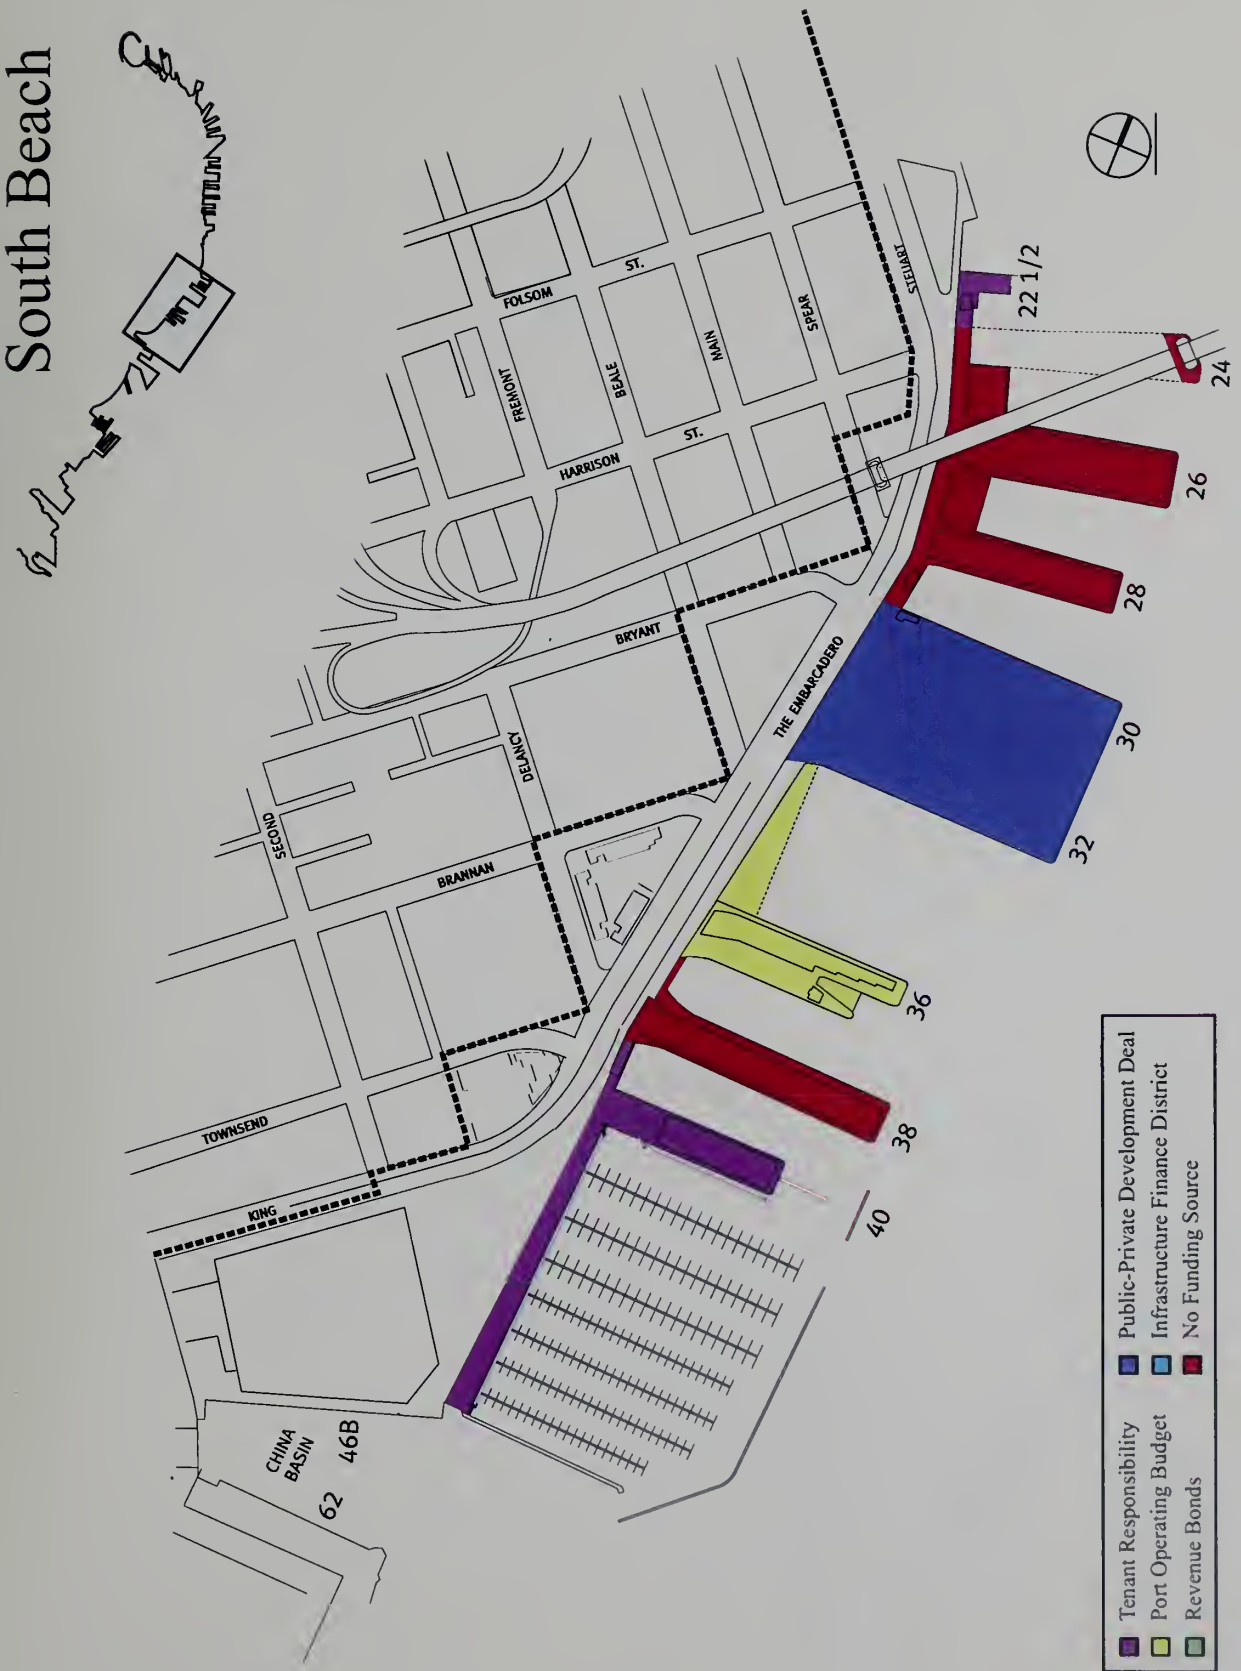 South Beach
FOLSOM
ST.
STEUART
22 1/2
SPEAR
MAIN
FREMONT
BEALE
24
HARRISON
ST.
26
28
BRYANT
THE EMBARCADERO
30
DELANCY
SECOND
32
BRANNAN
36
TOWNSEND
38
KING
40
CHINA
BASIN
46B
62
Tenant Responsibility
Port Operating Budget
Revenue Bonds
Public-Private Development Deal
Infrastructure Finance District
No Funding Source